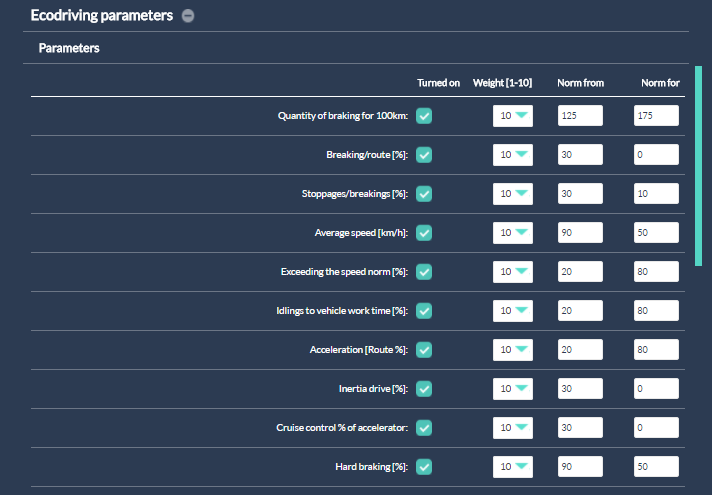 Ecodriving parameters
Parameters
Turned on Weight [1-10] Norm from Norm for
Quantity of braking for 100km: 10 125 175
Breaking/route [%]: 10 30 0
Stoppages/breakings [%]: 10 30 10
Average speed [km/h]: 10 90 50
Exceeding the speed norm [%]: 10 20 80
Idlings to vehicle work time [%]: 10 20 80
Acceleration [Route %]: 10 20 80
Inertia drive [%]: 10 30 0
Cruise control % of accelerator: 10 30 0
Hard braking [%]: 10 90 50